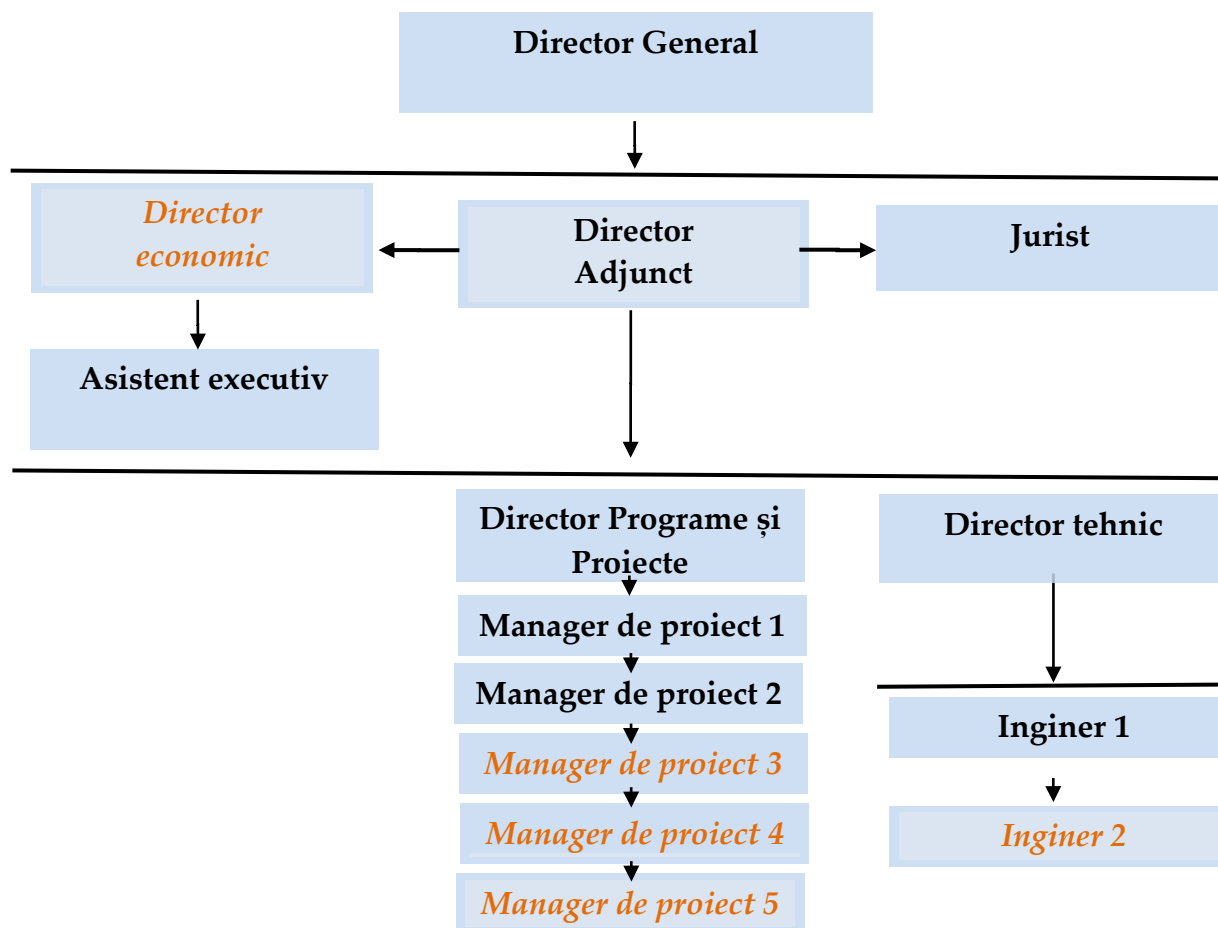 Director General
Director
economic
Director
Adjunct
Jurist
Asistent executiv
Director Programe și
Proiecte
Director tehnic
Manager de proiect 1
Manager de proiect 2
Manager de proiect 3
Manager de proiect 4
Manager de proiect 5
Inginer 1
Inginer 2